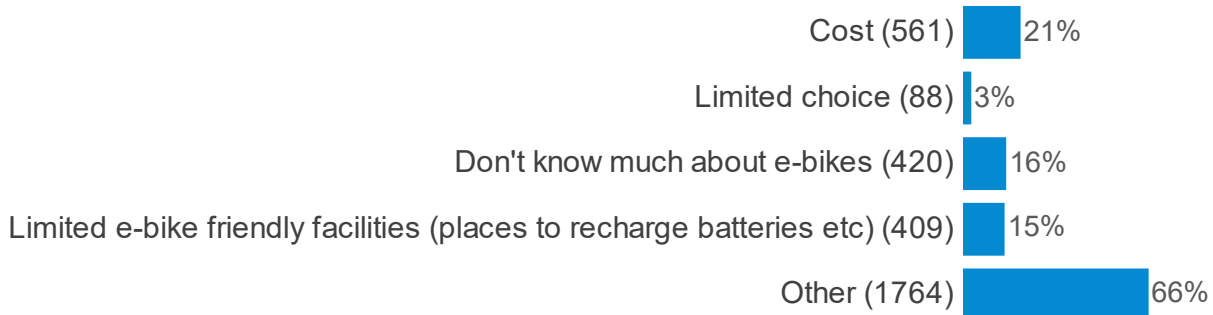 Cost (561) 21%
Limited choice (88) 3%
Don't know much about e-bikes (420) 16%
Limited e-bike friendly facilities (places to recharge batteries etc) (409) 15%
Other (1764) 66%